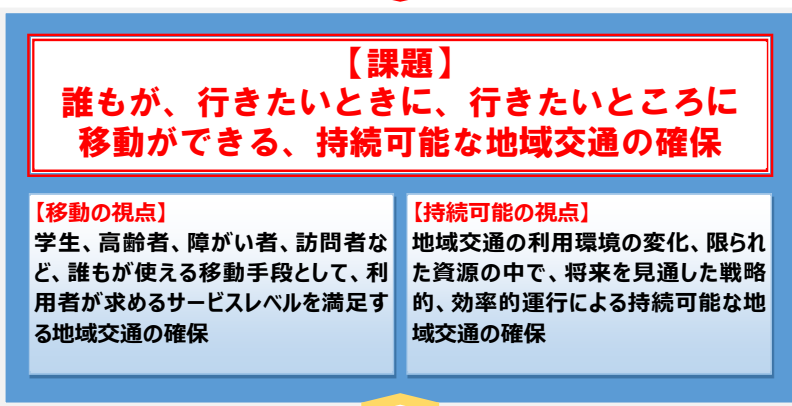 【課題】
誰もが、行きたいときに、行きたいところに
移動ができる、持続可能な地域交通の確保
【移動の視点】
学生、高齢者、障がい者、訪問者な
ど、誰もが使える移動手段として、利
用者が求めるサービスレベルを満足す
る地域交通の確保
【持続可能の視点】
地域交通の利用環境の変化、限られ
た資源の中で、将来を見通した戦略
的、効率的運行による持続可能な地
域交通の確保